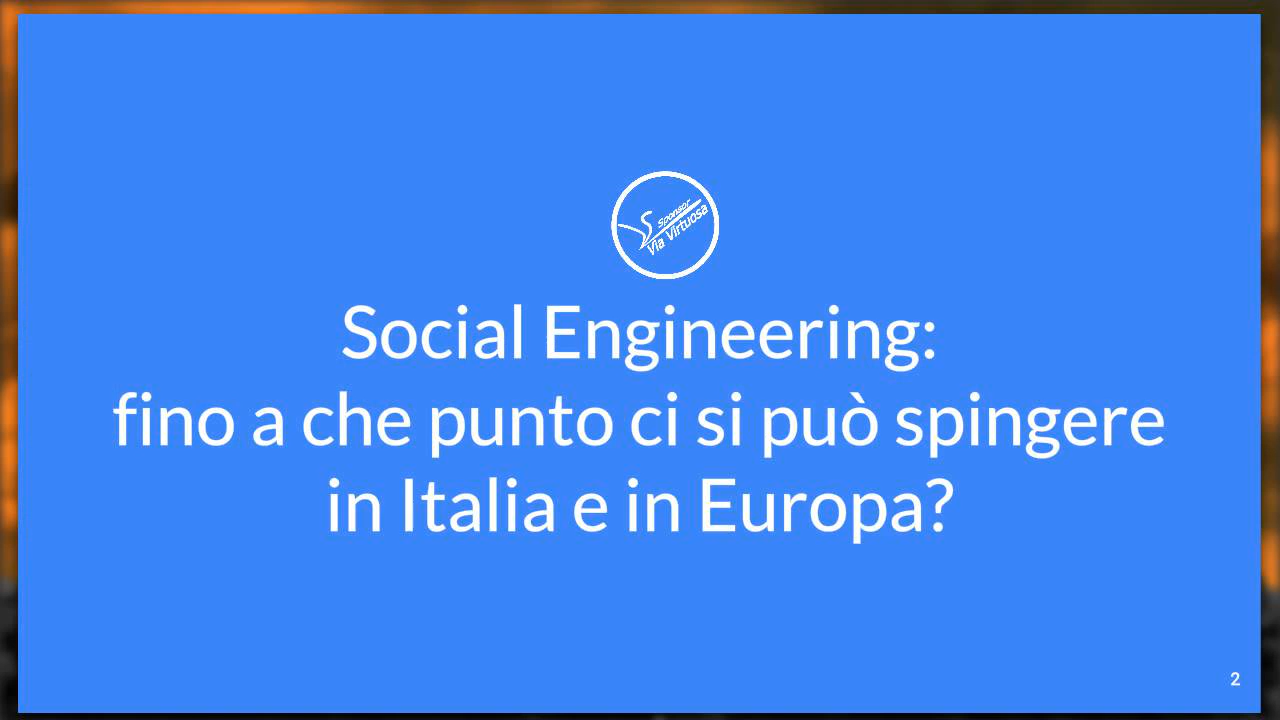 Sponsor
Via Virtuosa
Social Engineering:
fino a che punto ci si può spingere
in Italia e in Europa?
2